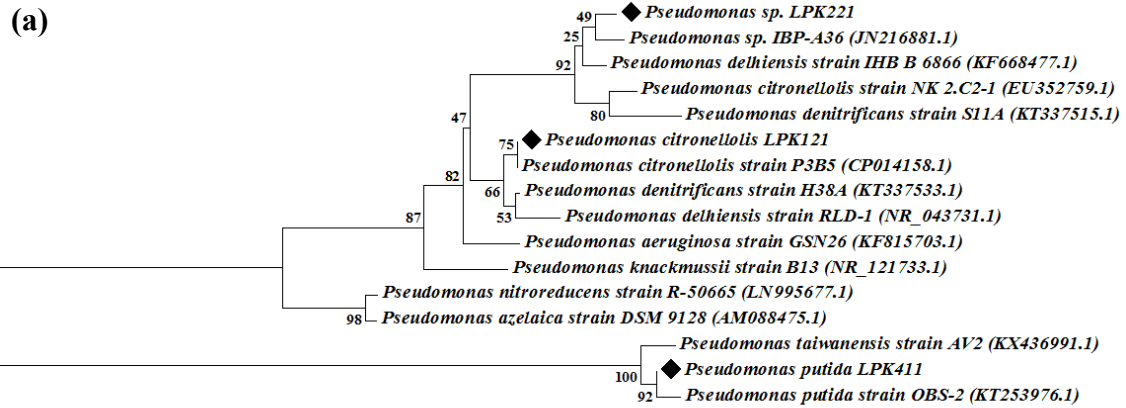 (a)
Pseudomonas sp. LPK221
49
Pseudomonas sp. IBP-A36 (JN216881.1)
25
Pseudomonas delhiensis strain IHB B 6866 (KF668477.1)
92
Pseudomonas citronellolis strain NK 2.C2-1 (EU352759.1)
80
Pseudomonas denitrificans strain S11A (KT337515.1)
47
Pseudomonas citronellolis LPK121
75
Pseudomonas citronellolis strain P3B5 (CP014158.1)
82
66
Pseudomonas denitrificans strain H38A (KT337533.1)
53
Pseudomonas delhiensis strain RLD-1 (NR_043731.1)
87
Pseudomonas aeruginosa strain GSN26 (KF815703.1)
Pseudomonas knackmussii strain B13 (NR_121733.1)
Pseudomonas nitroreducens strain R-50665 (LN995677.1)
98
Pseudomonas azelaica strain DSM 9128 (AM088475.1)
Pseudomonas taiwanensis strain AV2 (KX436991.1)
100
Pseudomonas putida LPK411
92
Pseudomonas putida strain OBS-2 (KT253976.1)